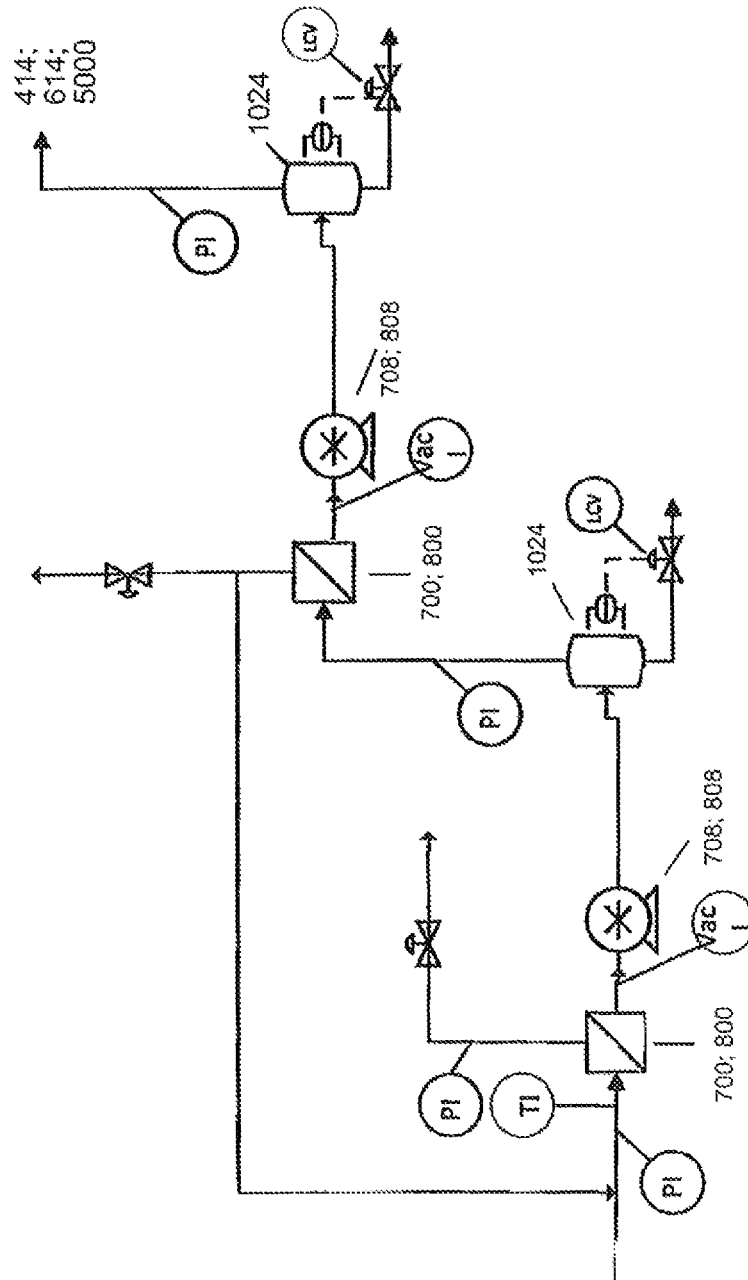 414;
614;
5000
LCV
1024
PI
708; 808
Vac
I
700; 800
LCV
1024
PI
708; 808
Vac
I
700; 800
PI
TI
PI